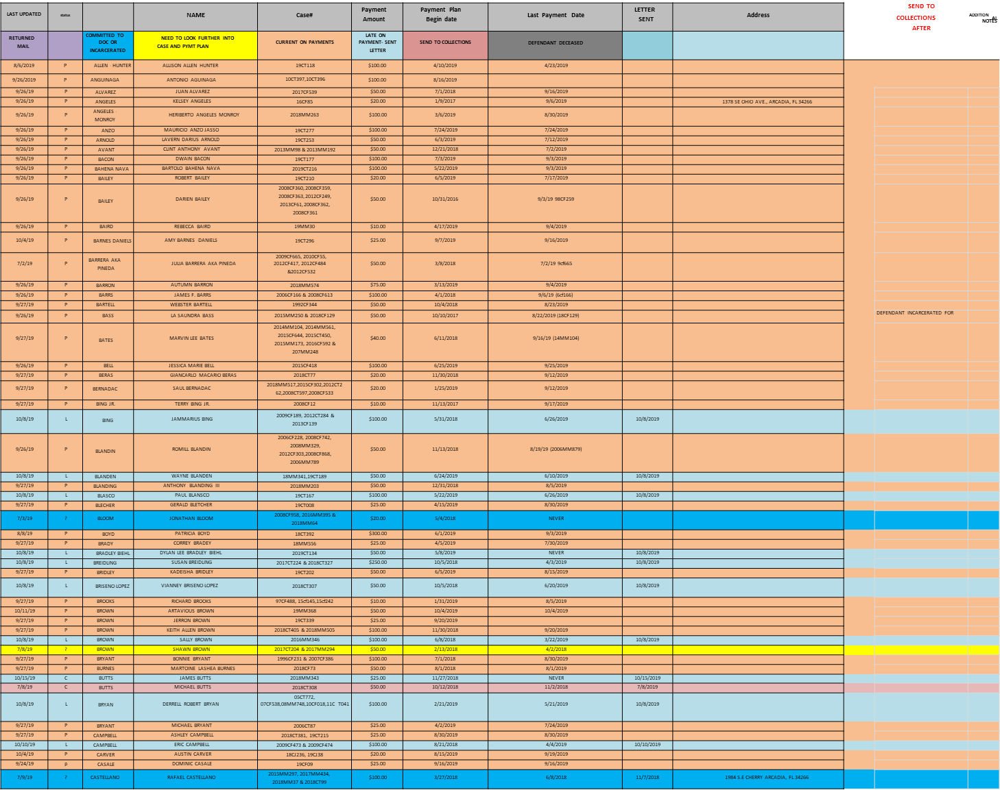 LAST UPDATED status NAME Case# Payment Amount Payment Plan Begin date Last Payment Date LETTER SENT Address SEND TO COLLECTIONS AFTER ADDITION AL NOTES
RETURNED MAIL COMMITTED TO DOC OR INCARCERATED NEED TO LOOK FURTHER INTO CASE AND PYMT PLAN CURRENT ON PAYMENTS LATE ON PAYMENT- SENT LETTER SEND TO COLLECTIONS DEFENDANT DECEASED
8/6/2019 P ALLEN HUNTER ALLISON ALLEN HUNTER 19CT118 $100.00 4/10/2019 4/23/2019
9/26/2019 P ANGUINAGA ANTONIO AGUINAGA 10CT397,10CT396 $100.00 8/16/2019
9/26/19 P ALVAREZ JUAN ALVAREZ 2017CF539 $50.00 7/1/2018 9/16/2019
9/26/19 P ANGELES KELSEY ANGELES 16CF85 $20.00 1/9/2017 9/6/2019 1378 SE OHIO AVE., ARCADIA, FL 34266
9/26/19 P ANGELES - MONROY HERIBERTO ANGELES MONROY 2018MM263 $100.00 3/6/2019 8/30/2019
9/26/19 P ANZO MAURICIO ANZO JASSO 19CT277 $100.00 7/24/2019 7/24/2019
9/26/19 P ARNOLD LAVERN DARIUS ARNOLD 19CT253 $50.00 6/3/2019 7/12/2019
9/26/19 P AVANT CLINT ANTHONY AVANT 2013MM98 & 2013MM192 $50.00 12/21/2018 7/2/2019
9/26/19 P BACON DWAIN BACON 19CT177 $100.00 7/3/2019 9/3/2019
9/26/19 P BAHENA NAVA BARTOLO BAHENA NAVA 2019CT216 $100.00 5/22/2019 9/3/2019
9/26/19 P BAILEY ROBERT BAILEY 19CT210 $20.00 6/5/2019 7/17/2019
9/26/19 P BAILEY DARIEN BAILEY 2008CF360, 2008CF359, 2008CF363, 2012CF249, 2013CF61, 2008CF362, 2008CF361 $50.00 10/31/2016 9/3/19 98CF259
9/26/19 P BAIRD REBECCA BAIRD 19MM30 $10.00 4/17/2019 9/4/2019
10/4/19 P BARNES DANIELS AMY BARNES DANIELS 19CT296 $25.00 9/7/2019 9/16/2019
7/2/19 P BARRERA AKA PINEDA JULIA BARRERA AKA PINEDA 2009CF665, 2010CF55, 2012CF417, 2012CF484 &2012CF532 $50.00 3/8/2018 7/2/19 9cf665
9/26/19 P BARRON AUTUMN BARRON 2018MM574 $75.00 3/13/2019 9/4/2019
9/26/19 P BARRS JAMES F. BARRS 2006CF166 & 2008CF613 $100.00 4/1/2018 9/6/19 (6cf166)
9/27/19 P BARTELL WEBSTER BARTELL 1992CF344 $50.00 10/4/2018 8/23/2019
9/26/19 P BASS LA SAUNDRA BASS 2015MM250 & 2018CF129 $50.00 10/10/2017 8/22/2019 (18CF129) DEFENDANT INCARCERATED FOR
9/27/19 P BATES MARVIN LEE BATES 2014MM104, 2014MM561, 2015CF644, 2015CT450, 2015MM173, 2016CF592 & 207MM248 $40.00 6/11/2018 9/16/19 (14MM104)
9/26/19 P BELL JESSICA MARIE BELL 2015CF418 $100.00 6/25/2019 9/25/2019
9/27/19 P BERAS GIANCARLO MACARIO BERAS 2018CT77 $20.00 11/30/2018 9/12/2019
9/27/19 P BERNADAC SAUL BERNADAC 2018MM517,2015CF302,2012CT2 62,2008CT597,2008CF533 $20.00 1/25/2019 9/12/2019
9/27/19 P BING JR. TERRY BING JR. 2008CF12 $10.00 11/13/2017 9/17/2019
10/8/19 L BING JAMMARIUS BING 2009CF189, 2012CT284 & 2013CF139 $100.00 5/31/2018 6/26/2019 10/8/2019
9/26/19 P BLANDIN ROMILL BLANDIN 2006CF228, 2008CF742, 2008MM329, 2012CF303,2008CF868, 2006MM789 $50.00 11/13/2018 8/19/19 (2006MM879)
10/8/19 L BLANDEN WAYNE BLANDEN 18MM341,19CT189 $50.00 6/24/2019 6/10/2019 10/8/2019
9/27/19 P BLANDING ANTHONY BLANDING III 2018MM203 $50.00 12/31/2018 8/5/2019
10/8/19 L BLASCO PAUL BLANSCO 19CT167 $100.00 5/22/2019 6/26/2019 10/8/2019
9/27/19 P BLECHER GERALD BLETCHER 19CT008 $25.00 4/15/2019 8/30/2019
7/3/19 ? BLOOM JONATHAN BLOOM 2008CF958, 2016MM395 & 2018MM64 $20.00 5/4/2018 NEVER
8/8/19 P BOYD PATRICIA BOYD 18CT392 $300.00 6/1/2019 9/3/2019
9/27/19 P BRADY CORREY BRADEY 18MM556 $25.00 4/5/2019 7/30/2019
10/8/19 L BRADLEY BIEHL DYLAN LEE BRADLEY BIEHL 2019CT134 $50.00 5/8/2019 NEVER 10/8/2019
10/8/19 L BREIDLING SUSAN BREIDLING 2017CT224 & 2018CT327 $250.00 10/5/2018 4/3/2019 10/8/2019
9/27/19 P BRIDLEY KADEISHA BRIDLEY 19CT202 $50.00 6/5/2019 8/15/2019
10/8/19 L BRISENO-LOPEZ VIANNEY BRISENO-LOPEZ 2018CT307 $50.00 10/5/2018 6/20/2019 10/8/2019
9/27/19 P BROOKS RICHARD BROOKS 97CF488, 15cf145,15cf242 $10.00 1/31/2019 8/5/2019
10/11/19 P BROWN ARTAVIOUS BROWN 19MM368 $50.00 10/4/2019 10/4/2019
9/27/19 P BROWN JERRON BROWN 19CT339 $25.00 9/20/2019
9/27/19 P BROWN KEITH ALLEN BROWN 2018CT405 & 2018MM505 $100.00 11/30/2018 9/20/2019
10/8/19 L BROWN SALLY BROWN 2016MM346 $100.00 6/8/2018 3/22/2019 10/8/2019
7/8/19 ? BROWN SHAWN BROWN 2017CT204 & 2017MM294 $50.00 2/13/2018 4/2/2018
9/27/19 P BRYANT BONNIE BRYANT 1996CF231 & 2007CF386 $100.00 7/1/2018 8/30/2019
9/27/19 P BURNES MARTOINE LASHEA BURNES 2018CF73 $50.00 8/1/2018 8/1/2019
10/15/19 C BUTTS JAMES BUTTS 2018MM343 $25.00 11/27/2018 NEVER 10/15/2019
7/8/19 C BUTTS MICHAEL BUTTS 2018CT308 $50.00 10/12/2018 11/2/2018 7/8/2019
10/8/19 L BRYAN DERRELL ROBERT BRYAN 05CT772, 07CF538,08MM748,10CF018,11C T041 $100.00 2/21/2019 5/21/2019 10/8/2019
9/27/19 P BRYANT MICHAEL BRYANT 2006CT87 $25.00 4/2/2019 7/24/2019
9/27/19 P CAMPBELL ASHLEY CAMPBELL 2018CT381, 19CT215 $25.00 8/30/2019 8/30/2019
10/10/19 L CAMPBELL ERIC CAMPBELL 2009CF473 & 2009CF474 $100.00 8/21/2018 4/4/2019 10/10/2019
10/4/19 P CARVER AUSTIN CARVER 18CJ236, 19CJ38 $20.00 8/15/2019 9/19/2019
9/24/19 p CASALE DOMINIC CASALE 19CF09 $25.00 9/16/2019 9/16/2019
7/9/19 ? CASTELLANO RAFAEL CASTELLANO 2015MM297, 2017MM434, 2018MM37 & 2018CT99 $100.00 3/27/2018 6/8/2018 11/7/2018 1984 S.E CHERRY ARCADIA, FL 34266